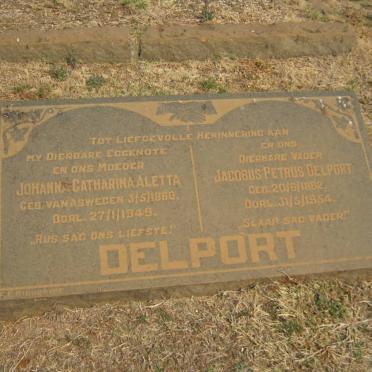 TOT LIEFDEVOLLE HERINNERING AAN
MY DIERBARE EGGENOTE
EN ONS MOEDER
JOHANNA CATHARINA ALETTA
GEB. VAN ASWEGEN 3/5/1860.
OORL. 27/1/1949.
„RUS SAG ONS LIEFSTE."
EN ONS
DIERBARE VADER
JACOBUS PETRUS DELPORT
GEB. 20/6/1862.
OORL. 31/5/1954.
„SLAAP SAG VADER."
DELPORT